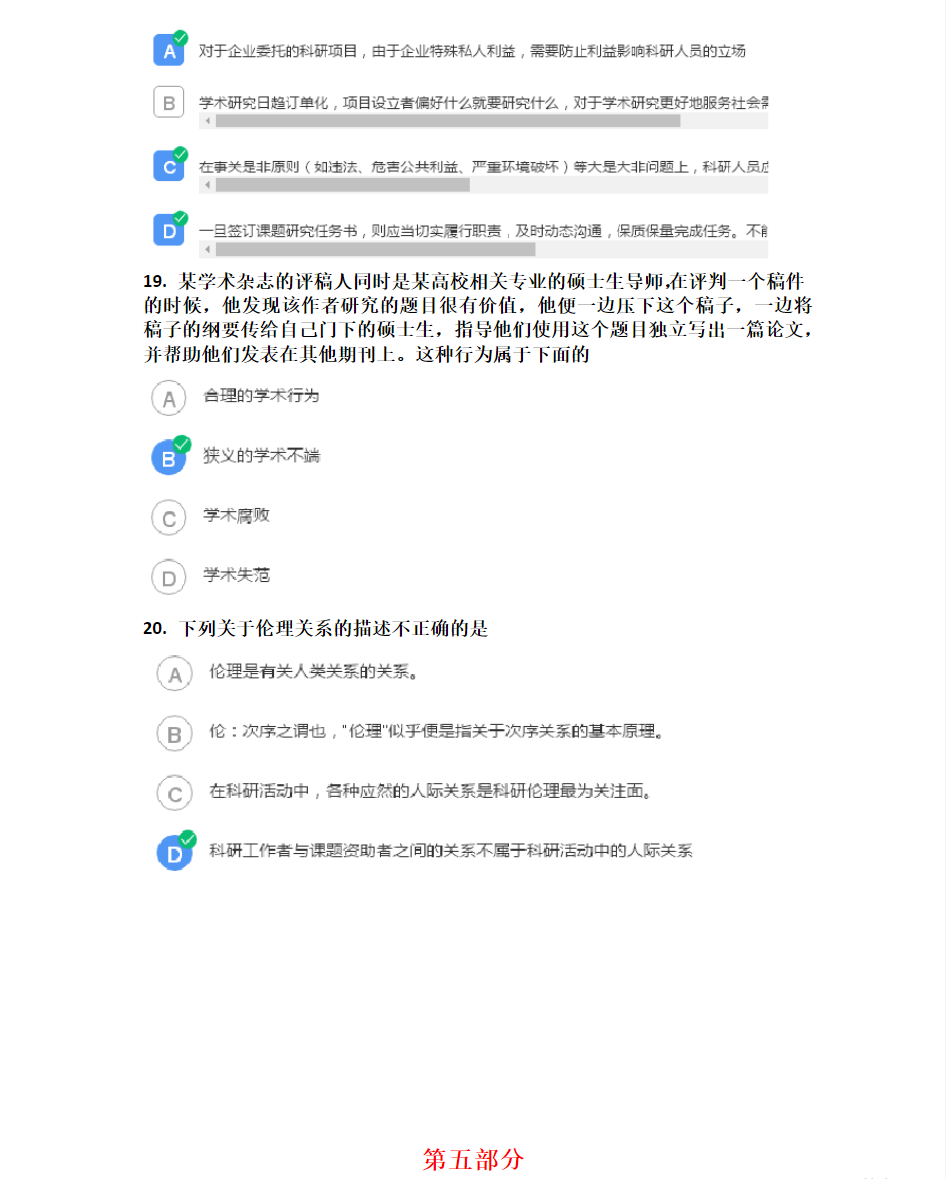 A 对于企业委托的科研项目，由于企业特殊私人利益，需要防止利益影响科研人员的立场
B 学术研究日趋订单化，项目设立者偏好什么就要研究什么，对于学术研究更好地服务社会
C 在事关是非原则（如违法、危害公共利益、严重环境破坏）等大是大非问题上，科研人员
D 一旦签订课题研究任务书，则应当切实履行职责，及时动态沟通，保质保量完成任务。不
19. 某学术杂志的评稿人同时是某高校相关专业的硕士生导师,在评判一个稿件
的时候，他发现该作者研究的题目很有价值，他便一边压下这个稿子，一边将
稿子的纲要传给自己门下的硕士生，指导他们使用这个题目独立写出一篇论文，
并帮助他们发表在其他期刊上。这种行为属于下面的
A 合理的学术行为
B 狭义的学术不端
C 学术腐败
D 学术失范
20. 下列关于伦理关系的描述不正确的是
A 伦理是有关人类关系的关系。
B 伦：次序之谓也，"伦理"似乎便是指关于次序关系的基本原理。
C 在科研活动中，各种应然的人际关系是科研伦理最为关注面。
D 科研工作者与课题资助者之间的关系不属于科研活动中的人际关系
第五部分